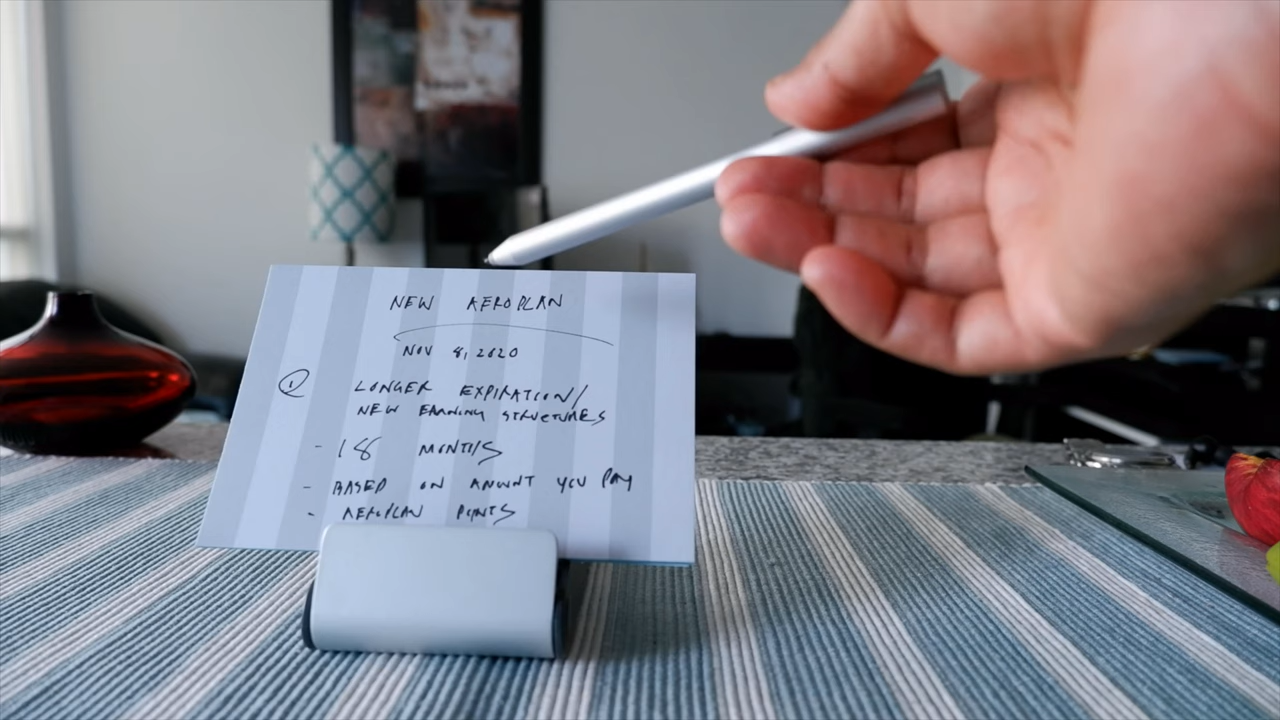 NEW AEROPLAN
NOV 8, 2020
① LONGER EXPIRATION/
NEW EARNING STRUCTURES
- 18 MONTHS
- BASED ON AMOUNT YOU PAY
- AEROPLAN POINTS